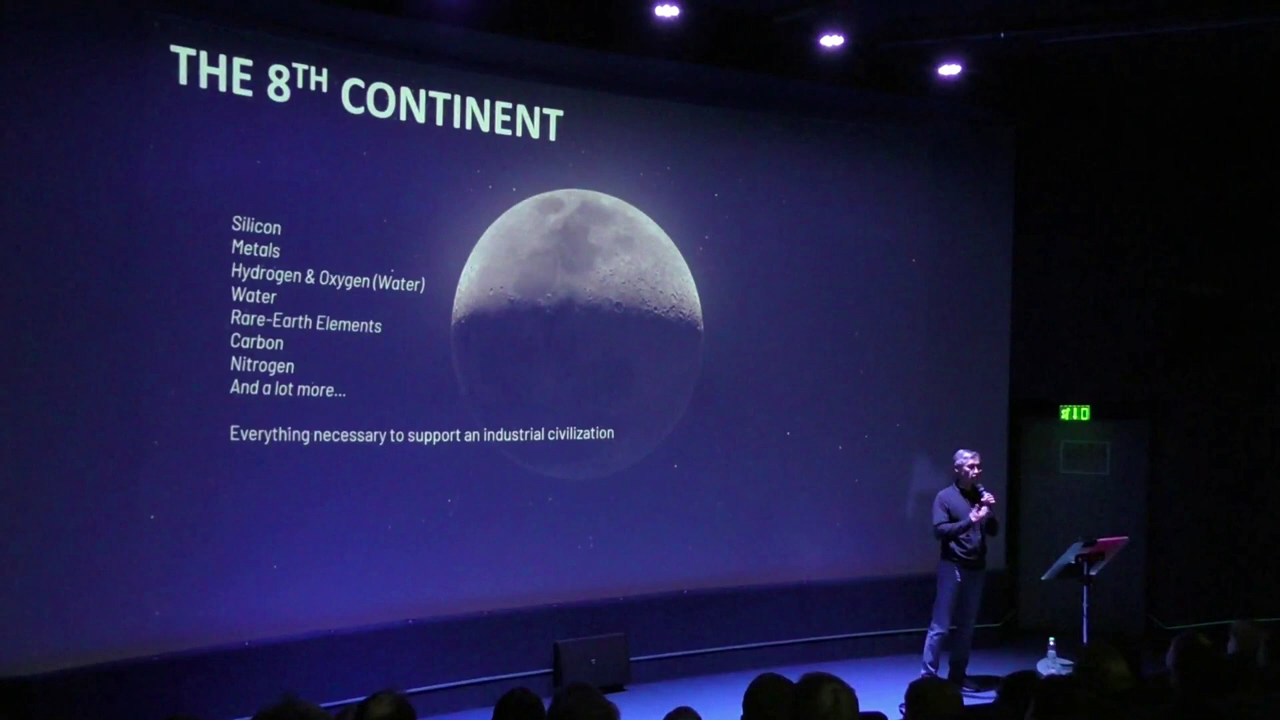 THE 8TH CONTINENT
Silicon
Metals
Hydrogen & Oxygen (Water)
Water
Rare-Earth Elements
Carbon
Nitrogen
And a lot more...
Everything necessary to support an industrial civilization